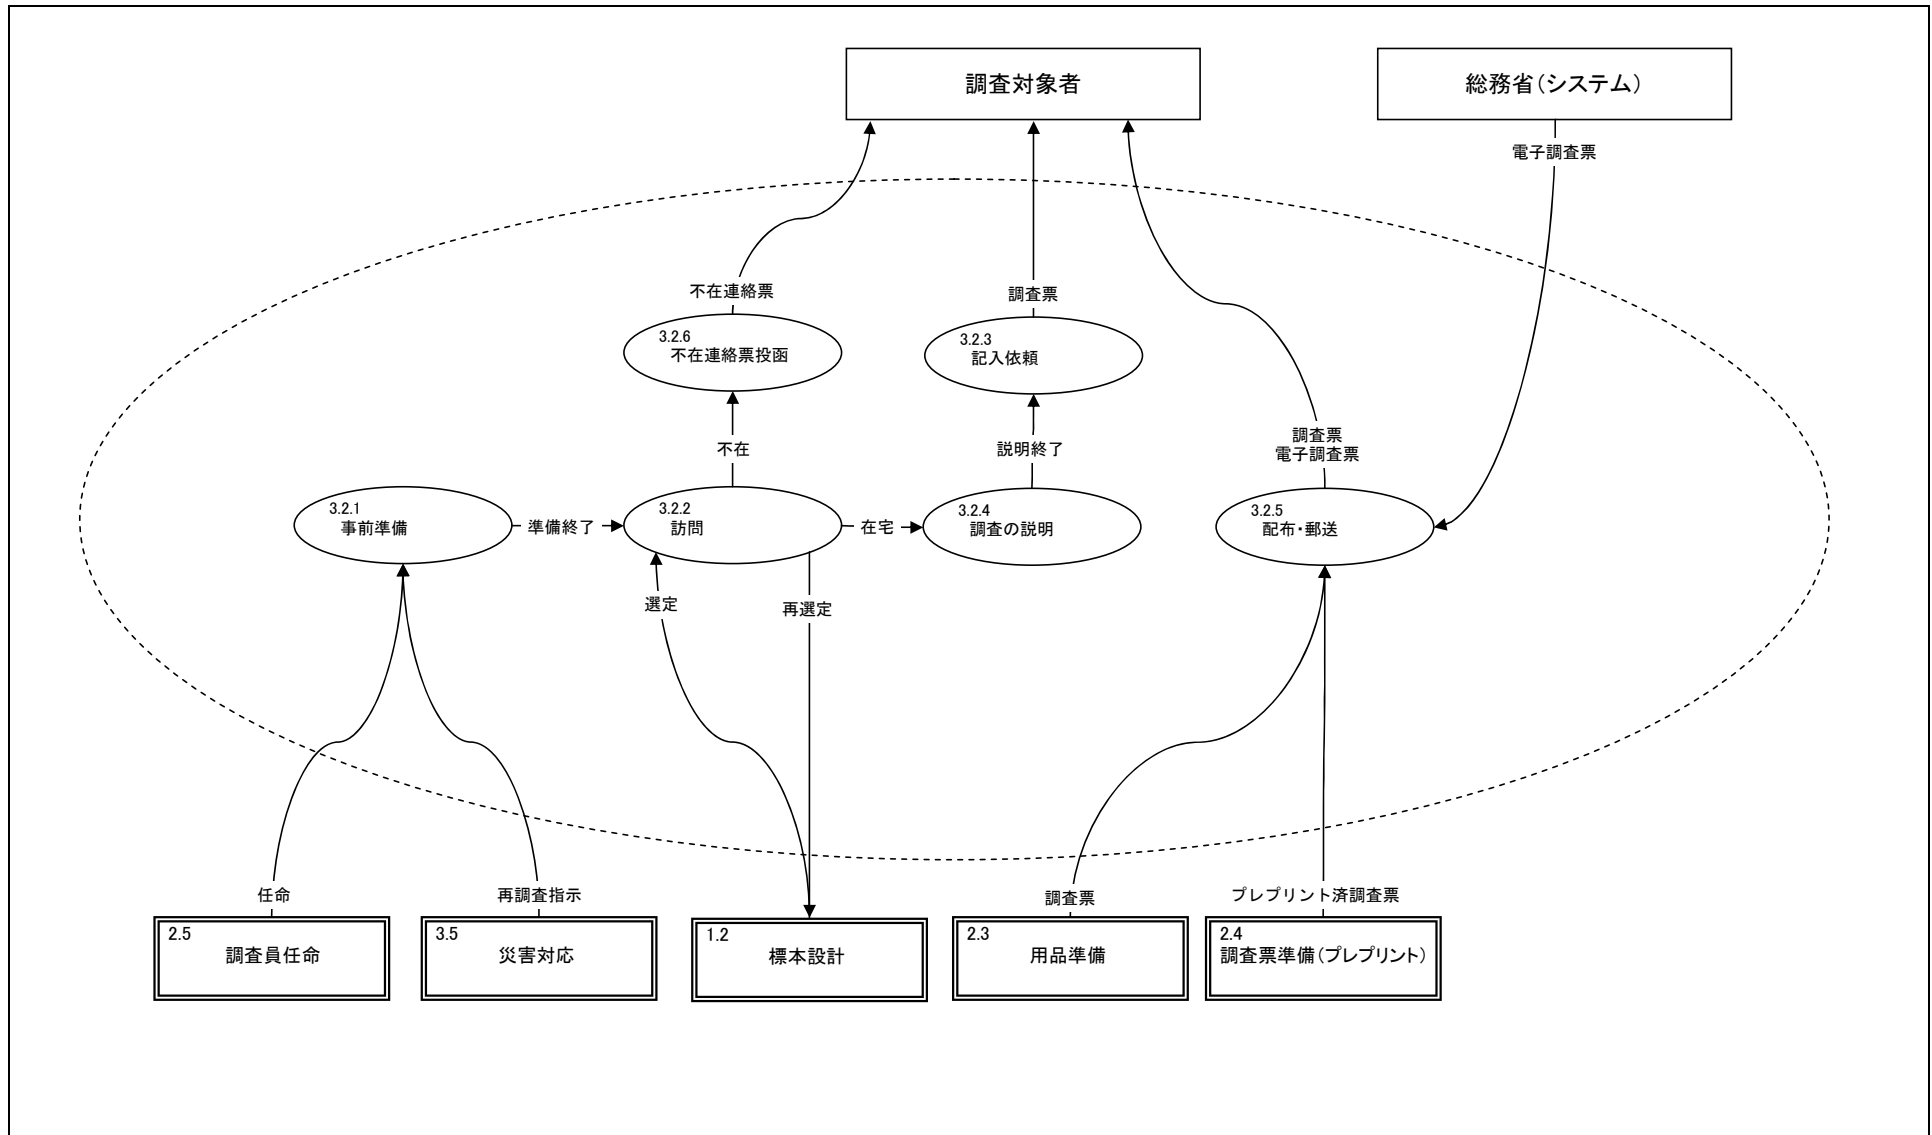 調査対象者
総務省(システム)
電子調査票
不在連絡票
調査票
3.2.6
不在連絡票投函
3.2.3
記入依頼
不在
説明終了
調査票
電子調査票
3.2.1
事前準備
準備終了
3.2.2
訪問
在宅
3.2.4
調査の説明
3.2.5
配布・郵送
選定
再選定
任命
再調査指示
調査票
プレプリント済調査票
2.5
調査員任命
3.5
災害対応
1.2
標本設計
2.3
用品準備
2.4
調査票準備(プレプリント)